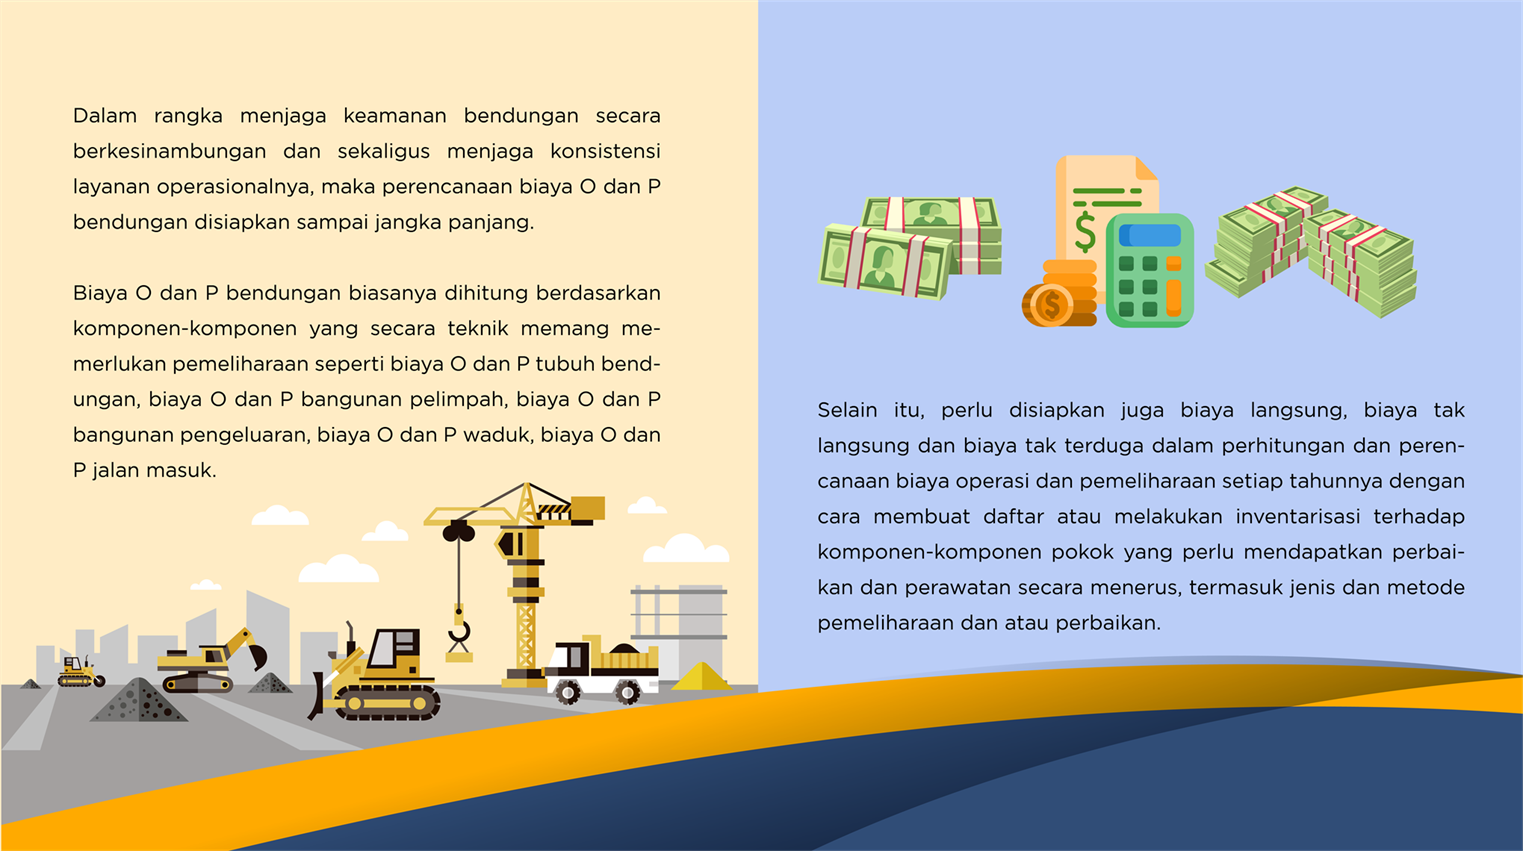 Dalam rangka menjaga keamanan bendungan secara
berkesinambungan dan sekaligus menjaga konsistensi
layanan operasionalnya, maka perencanaan biaya O dan P
bendungan disiapkan sampai jangka panjang.
Biaya O dan P bendungan biasanya dihitung berdasarkan
komponen-komponen yang secara teknik memang me-
merlukan pemeliharaan seperti biaya O dan P tubuh bend-
ungan, biaya O dan P bangunan pelimpah, biaya O dan P
bangunan pengeluaran, biaya O dan P waduk, biaya O dan
P jalan masuk.
$
$
Selain itu, perlu disiapkan juga biaya langsung, biaya tak
langsung dan biaya tak terduga dalam perhitungan dan peren-
canaan biaya operasi dan pemeliharaan setiap tahunnya dengan
cara membuat daftar atau melakukan inventarisasi terhadap
komponen-komponen pokok yang perlu mendapatkan perbai-
kan dan perawatan secara menerus, termasuk jenis dan metode
pemeliharaan dan atau perbaikan.